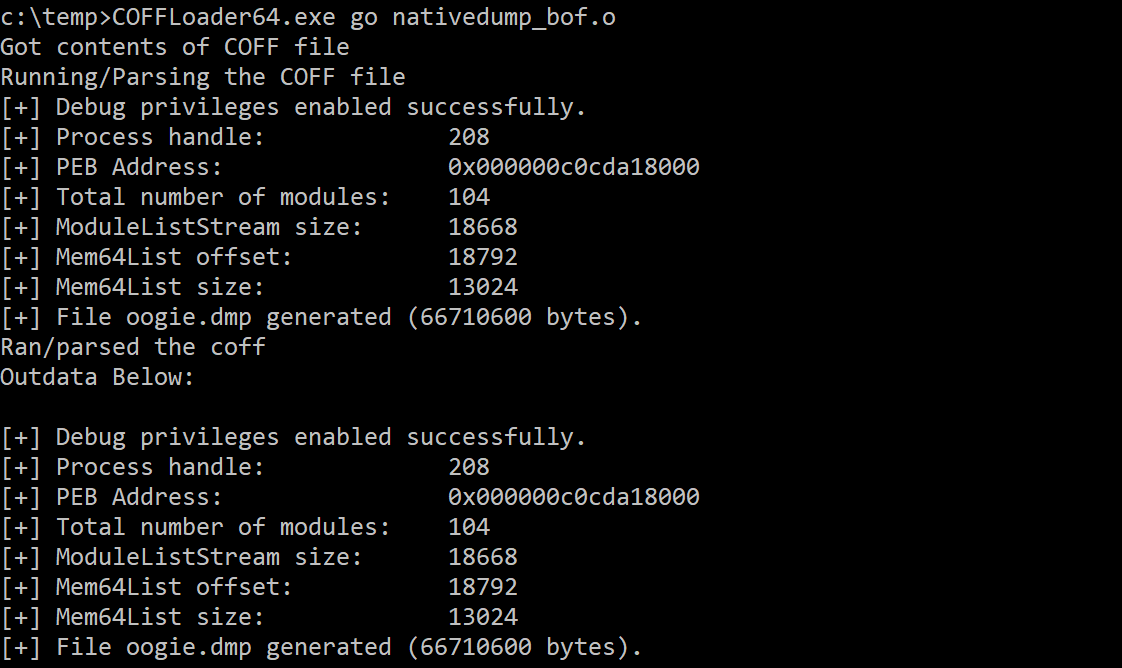 c:\temp>COFFLoader64.exe go nativedump_bof.o
Got contents of COFF file
Running/Parsing the COFF file
[+] Debug privileges enabled successfully.
[+] Process handle: 208
[+] PEB Address: 0x000000c0cda18000
[+] Total number of modules: 104
[+] ModuleListStream size: 18668
[+] Mem64List offset: 18792
[+] Mem64List size: 13024
[+] File oogie.dmp generated (66710600 bytes).
Ran/parsed the coff
Outdata Below:
[+] Debug privileges enabled successfully.
[+] Process handle: 208
[+] PEB Address: 0x000000c0cda18000
[+] Total number of modules: 104
[+] ModuleListStream size: 18668
[+] Mem64List offset: 18792
[+] Mem64List size: 13024
[+] File oogie.dmp generated (66710600 bytes).